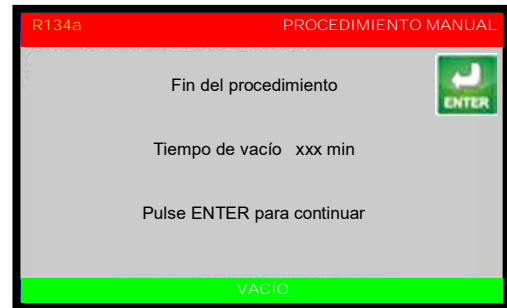 R134a PROCEDIMIENTO MANUAL
Fin del procedimiento
ENTER
Tiempo de vacío xxx min
Pulse ENTER para continuar
VACÍO